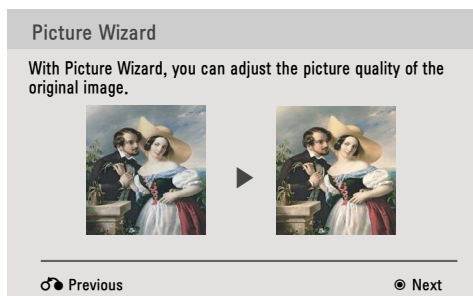 Picture Wizard
With Picture Wizard, you can adjust the picture quality of the
original image.
Previous
Next